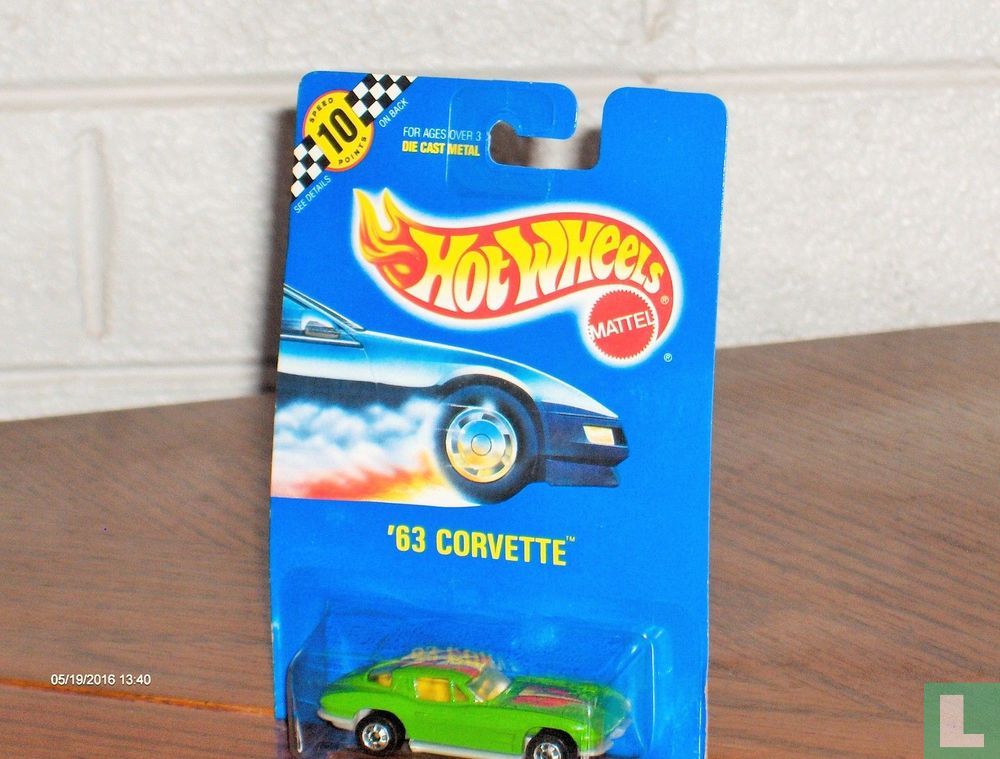 SPEED
10
POINTS
ON BACK
SEE DETAILS
FOR AGES OVER 3
DIE CAST METAL
HOT WHEELS
®
MATTEL
®
'63 CORVETTE™
05/19/2016 13:40
L